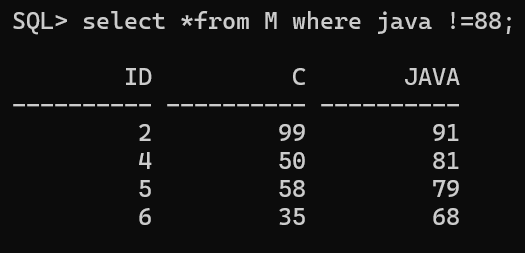 SQL> select *from M where java !=88;
ID C JAVA
---------- ---------- ----------
2 99 91
4 50 81
5 58 79
6 35 68